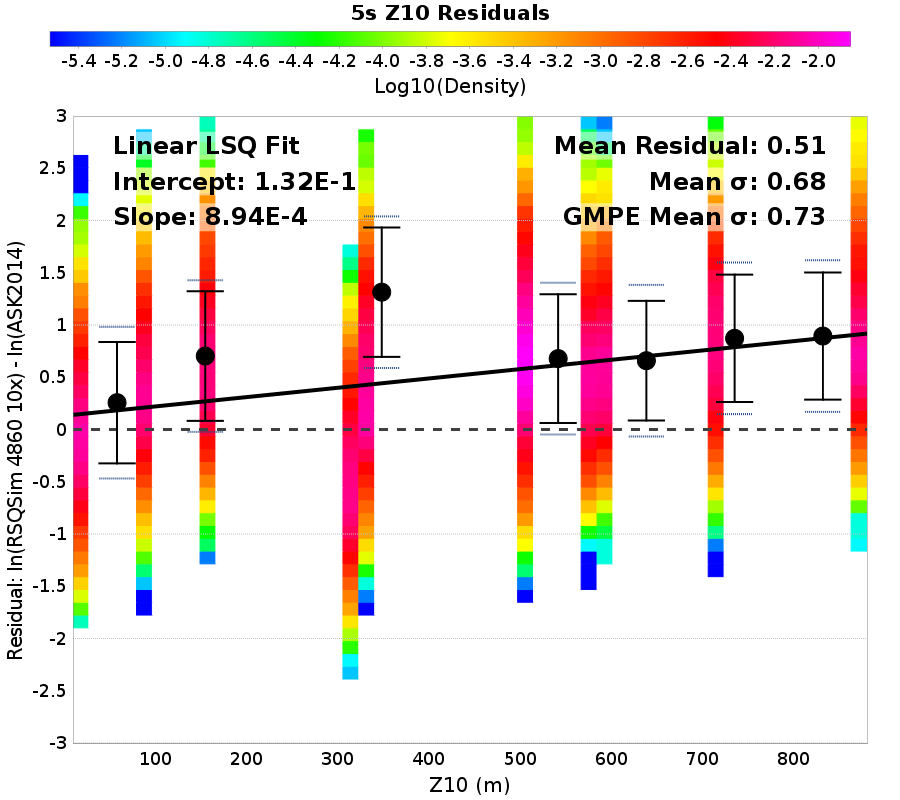 5s Z10 Residuals
-5.4 -5.2 -5.0 -4.8 -4.6 -4.4 -4.2 -4.0 -3.8 -3.6 -3.4 -3.2 -3.0 -2.8 -2.6 -2.4 -2.2 -2.0
Log10(Density)
Linear LSQ Fit
Intercept: 1.32E-1
Slope: 8.94E-4
Mean Residual: 0.51
Mean σ: 0.68
GMPE Mean σ: 0.73
Residual: ln(RSQSim 4860 10x) - ln(ASK2014)
3
2.5
2
1.5
1
0.5
0
-0.5
-1
-1.5
-2
-2.5
-3
100 200 300 400 500 600 700 800
Z10 (m)